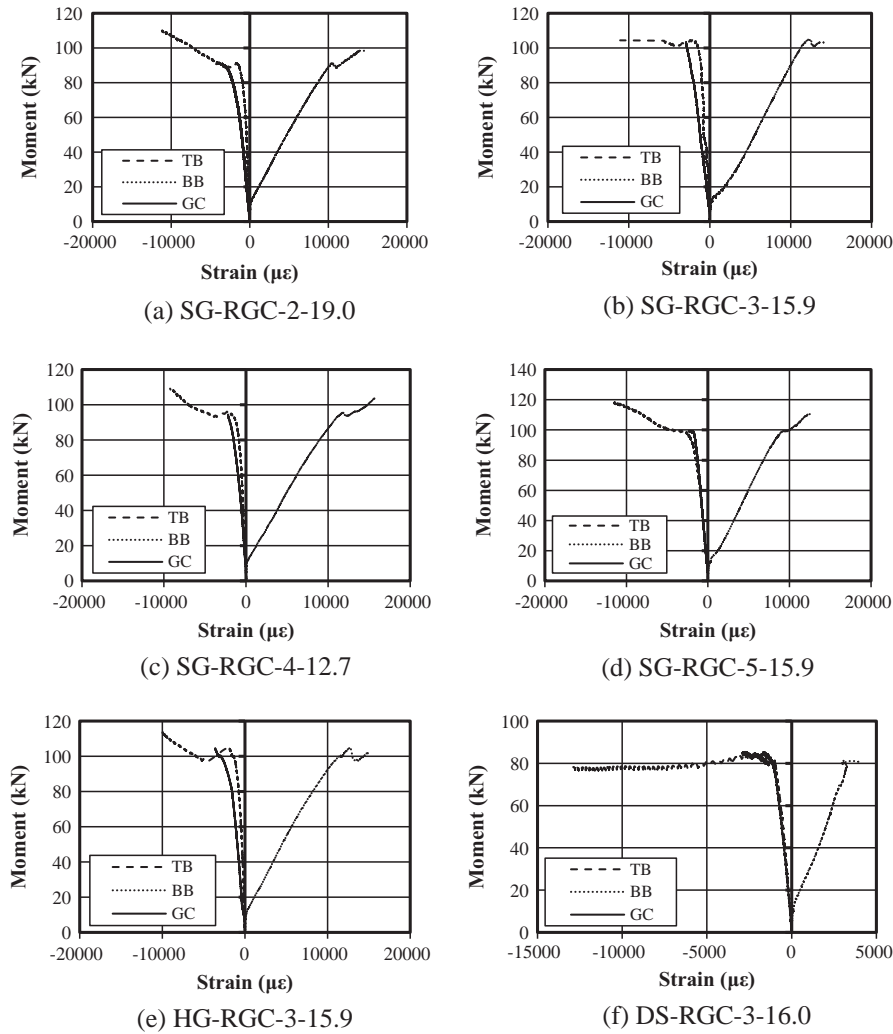 120
100
80
60
40
20
0
Moment (kN)
TB
BB
GC
-20000 -10000 0 10000 20000
Strain (με)
(a) SG-RGC-2-19.0
120
100
80
60
40
20
0
Moment (kN)
TB
BB
GC
-20000 -10000 0 10000 20000
Strain (με)
(b) SG-RGC-3-15.9
120
100
80
60
40
20
0
Moment (kN)
TB
BB
GC
-20000 -10000 0 10000 20000
Strain (με)
(c) SG-RGC-4-12.7
140
120
100
80
60
40
20
0
Moment (kN)
TB
BB
GC
-20000 -10000 0 10000 20000
Strain (με)
(d) SG-RGC-5-15.9
120
100
80
60
40
20
0
Moment (kN)
TB
BB
GC
-20000 -10000 0 10000 20000
Strain (με)
(e) HG-RGC-3-15.9
100
80
60
40
20
0
Moment (kN)
TB
BB
GC
-15000 -10000 -5000 0 5000
Strain (με)
(f) DS-RGC-3-16.0